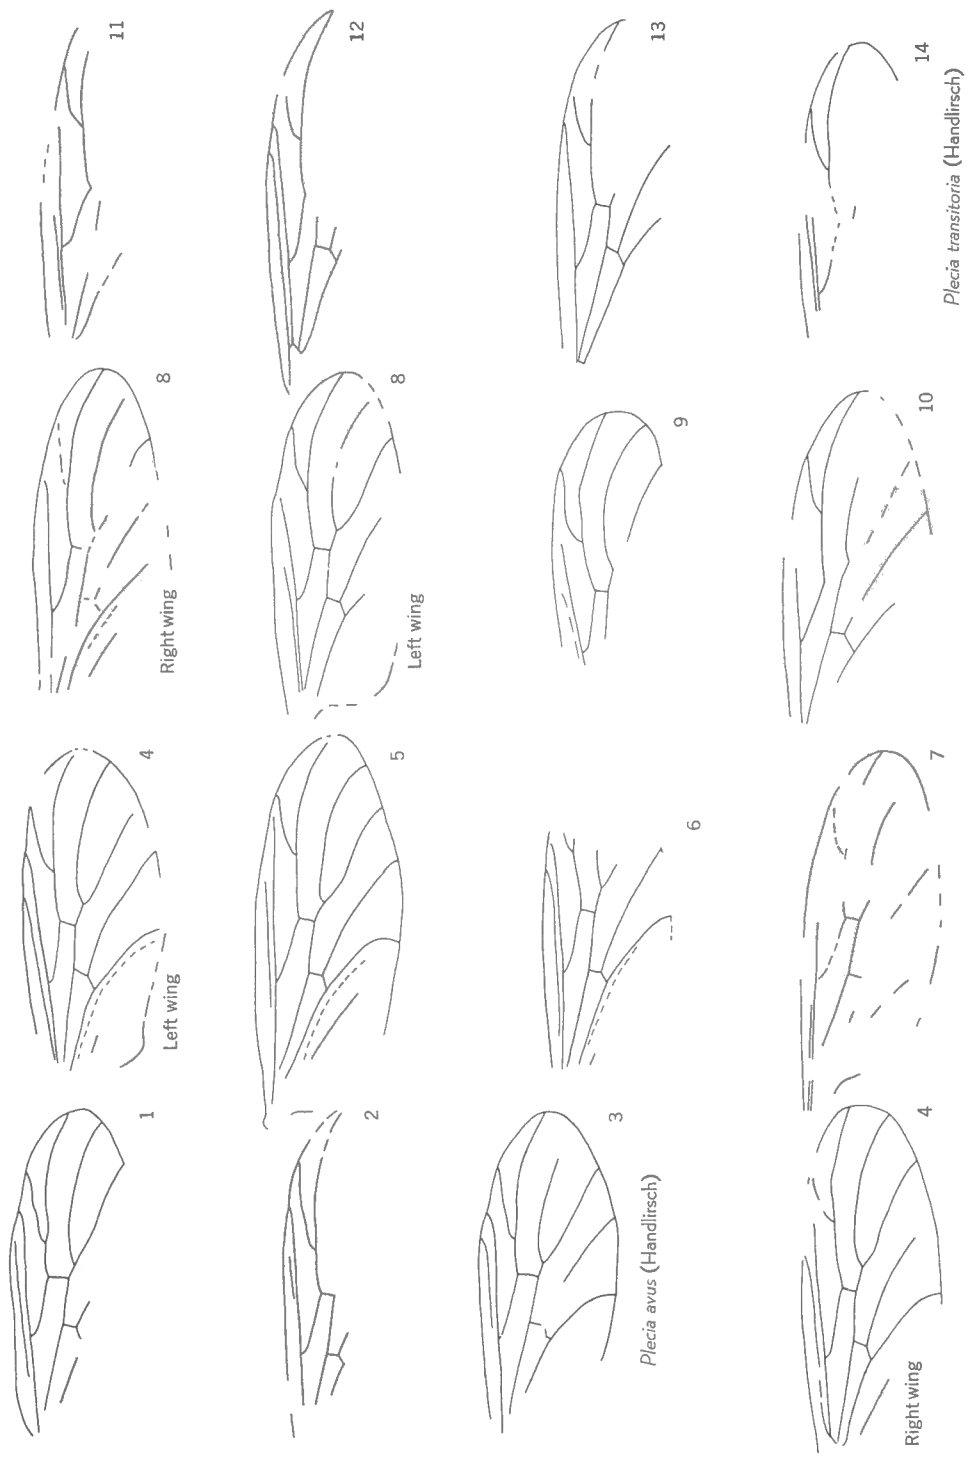 1
2
3
Plecia avus (Handlirsch)
4
Right wing
4
Left wing
5
6
7
8
Right wing
8
Left wing
9
10
11
12
13
14
Plecia transitoria (Handlirsch)